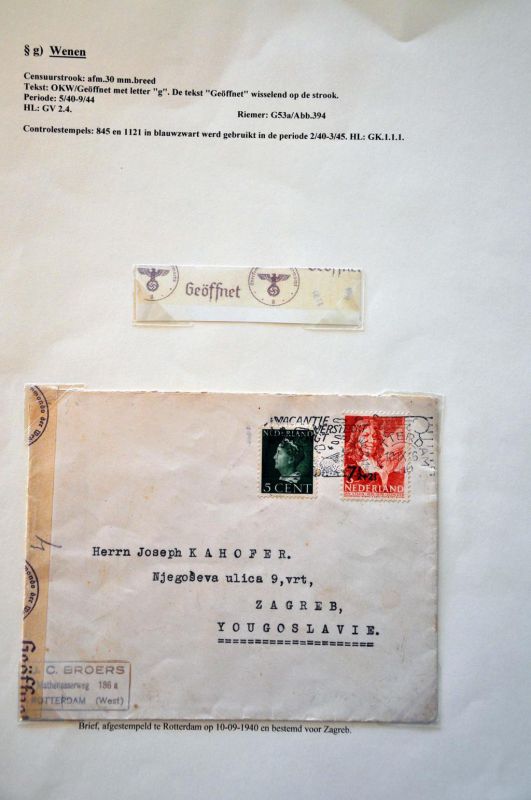 § g) Wenen
Censuurstrook: afm.30 mm.breed
Tekst: OKW/Geöffnet met letter "g". De tekst "Geöffnet" wisselend op de strook.
Periode: 5/40-9/44
HL: GV 2.4.
Riemer: G53a/Abb.394
Controlestempels: 845 en 1121 in blauwzwart werd gebruikt in de periode 2/40-3/45. HL: GK.1.1.1.
Geöffnet
g
g
VACANTIE
NEDERLAND
5 CENT
ROTTERDAM
NEDERLAND
Herrn Joseph KAHOFER.
Njegoševa ulica 9,vrt,
ZAGREB,
YOUGOSLAVIE.
C. BROERS
Mathenesserweg 186 a
ROTTERDAM (West)
Brief, afgestempeld te Rotterdam op 10-09-1940 en bestemd voor Zagreb.